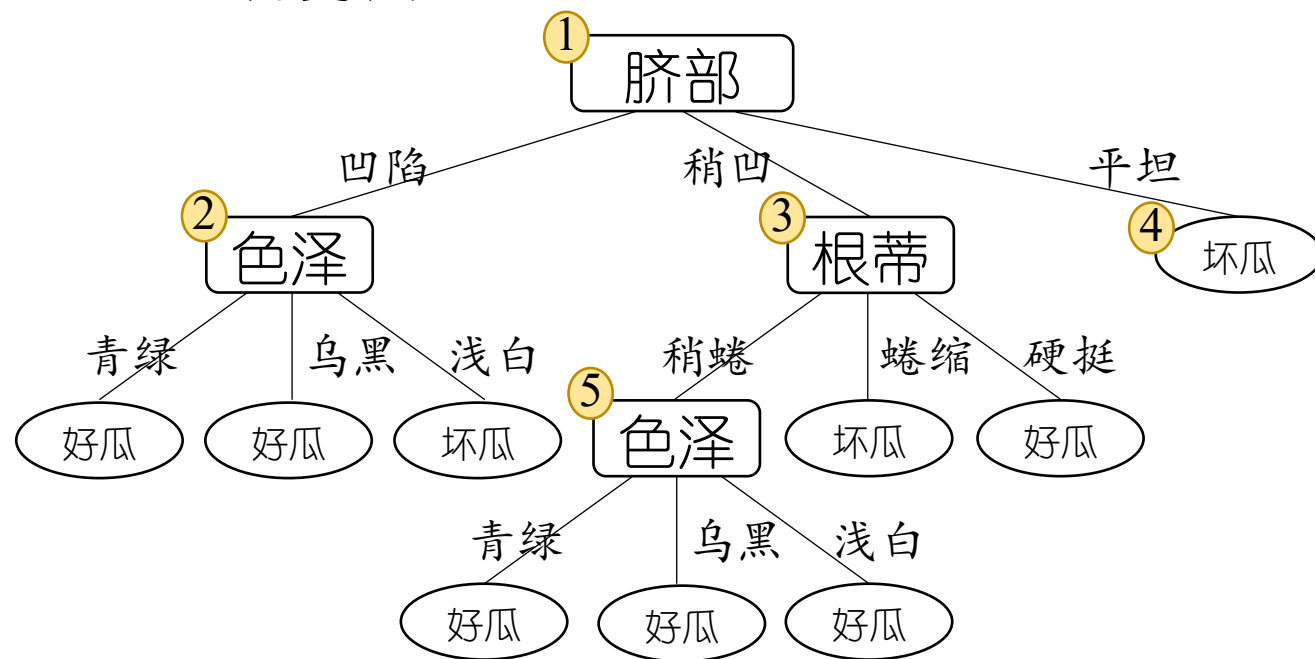 1
脐部
凹陷 稍凹 平坦
2 3 4
色泽 根蒂 坏瓜
青绿 乌黑 浅白 稍蜷 蜷缩 硬挺
5
好瓜 好瓜 坏瓜 色泽 坏瓜 好瓜
青绿 乌黑 浅白
好瓜 好瓜 好瓜